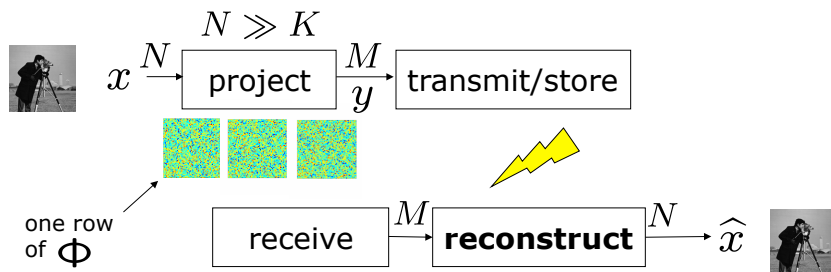 N ≫ K
x N project M y transmit/store
one row
of Φ
receive M reconstruct N x̂